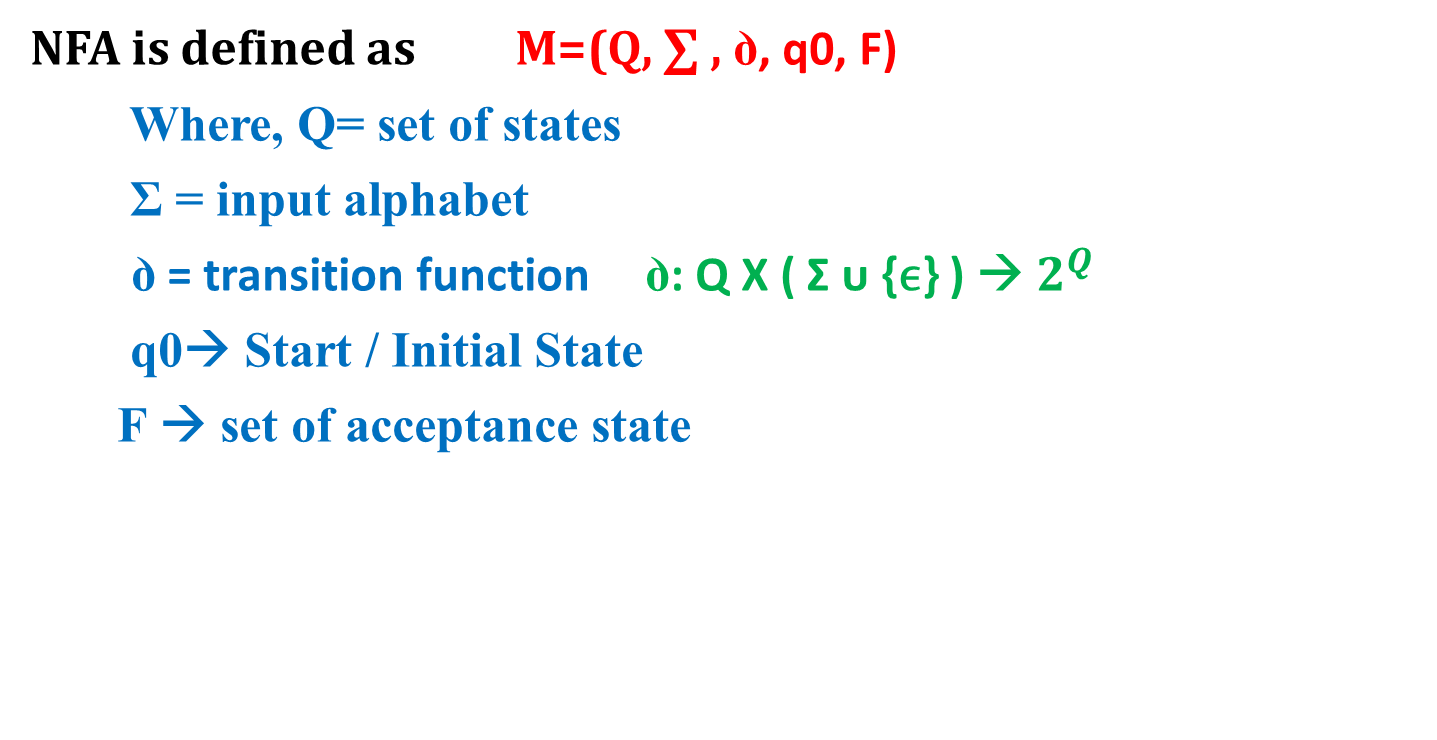 NFA is defined as M=(Q, ∑ , ∂, q0, F)
Where, Q= set of states
Σ = input alphabet
∂ = transition function ∂: Q X ( Σ ∪ {ϵ} ) → 2^Q
q0→ Start / Initial State
F → set of acceptance state